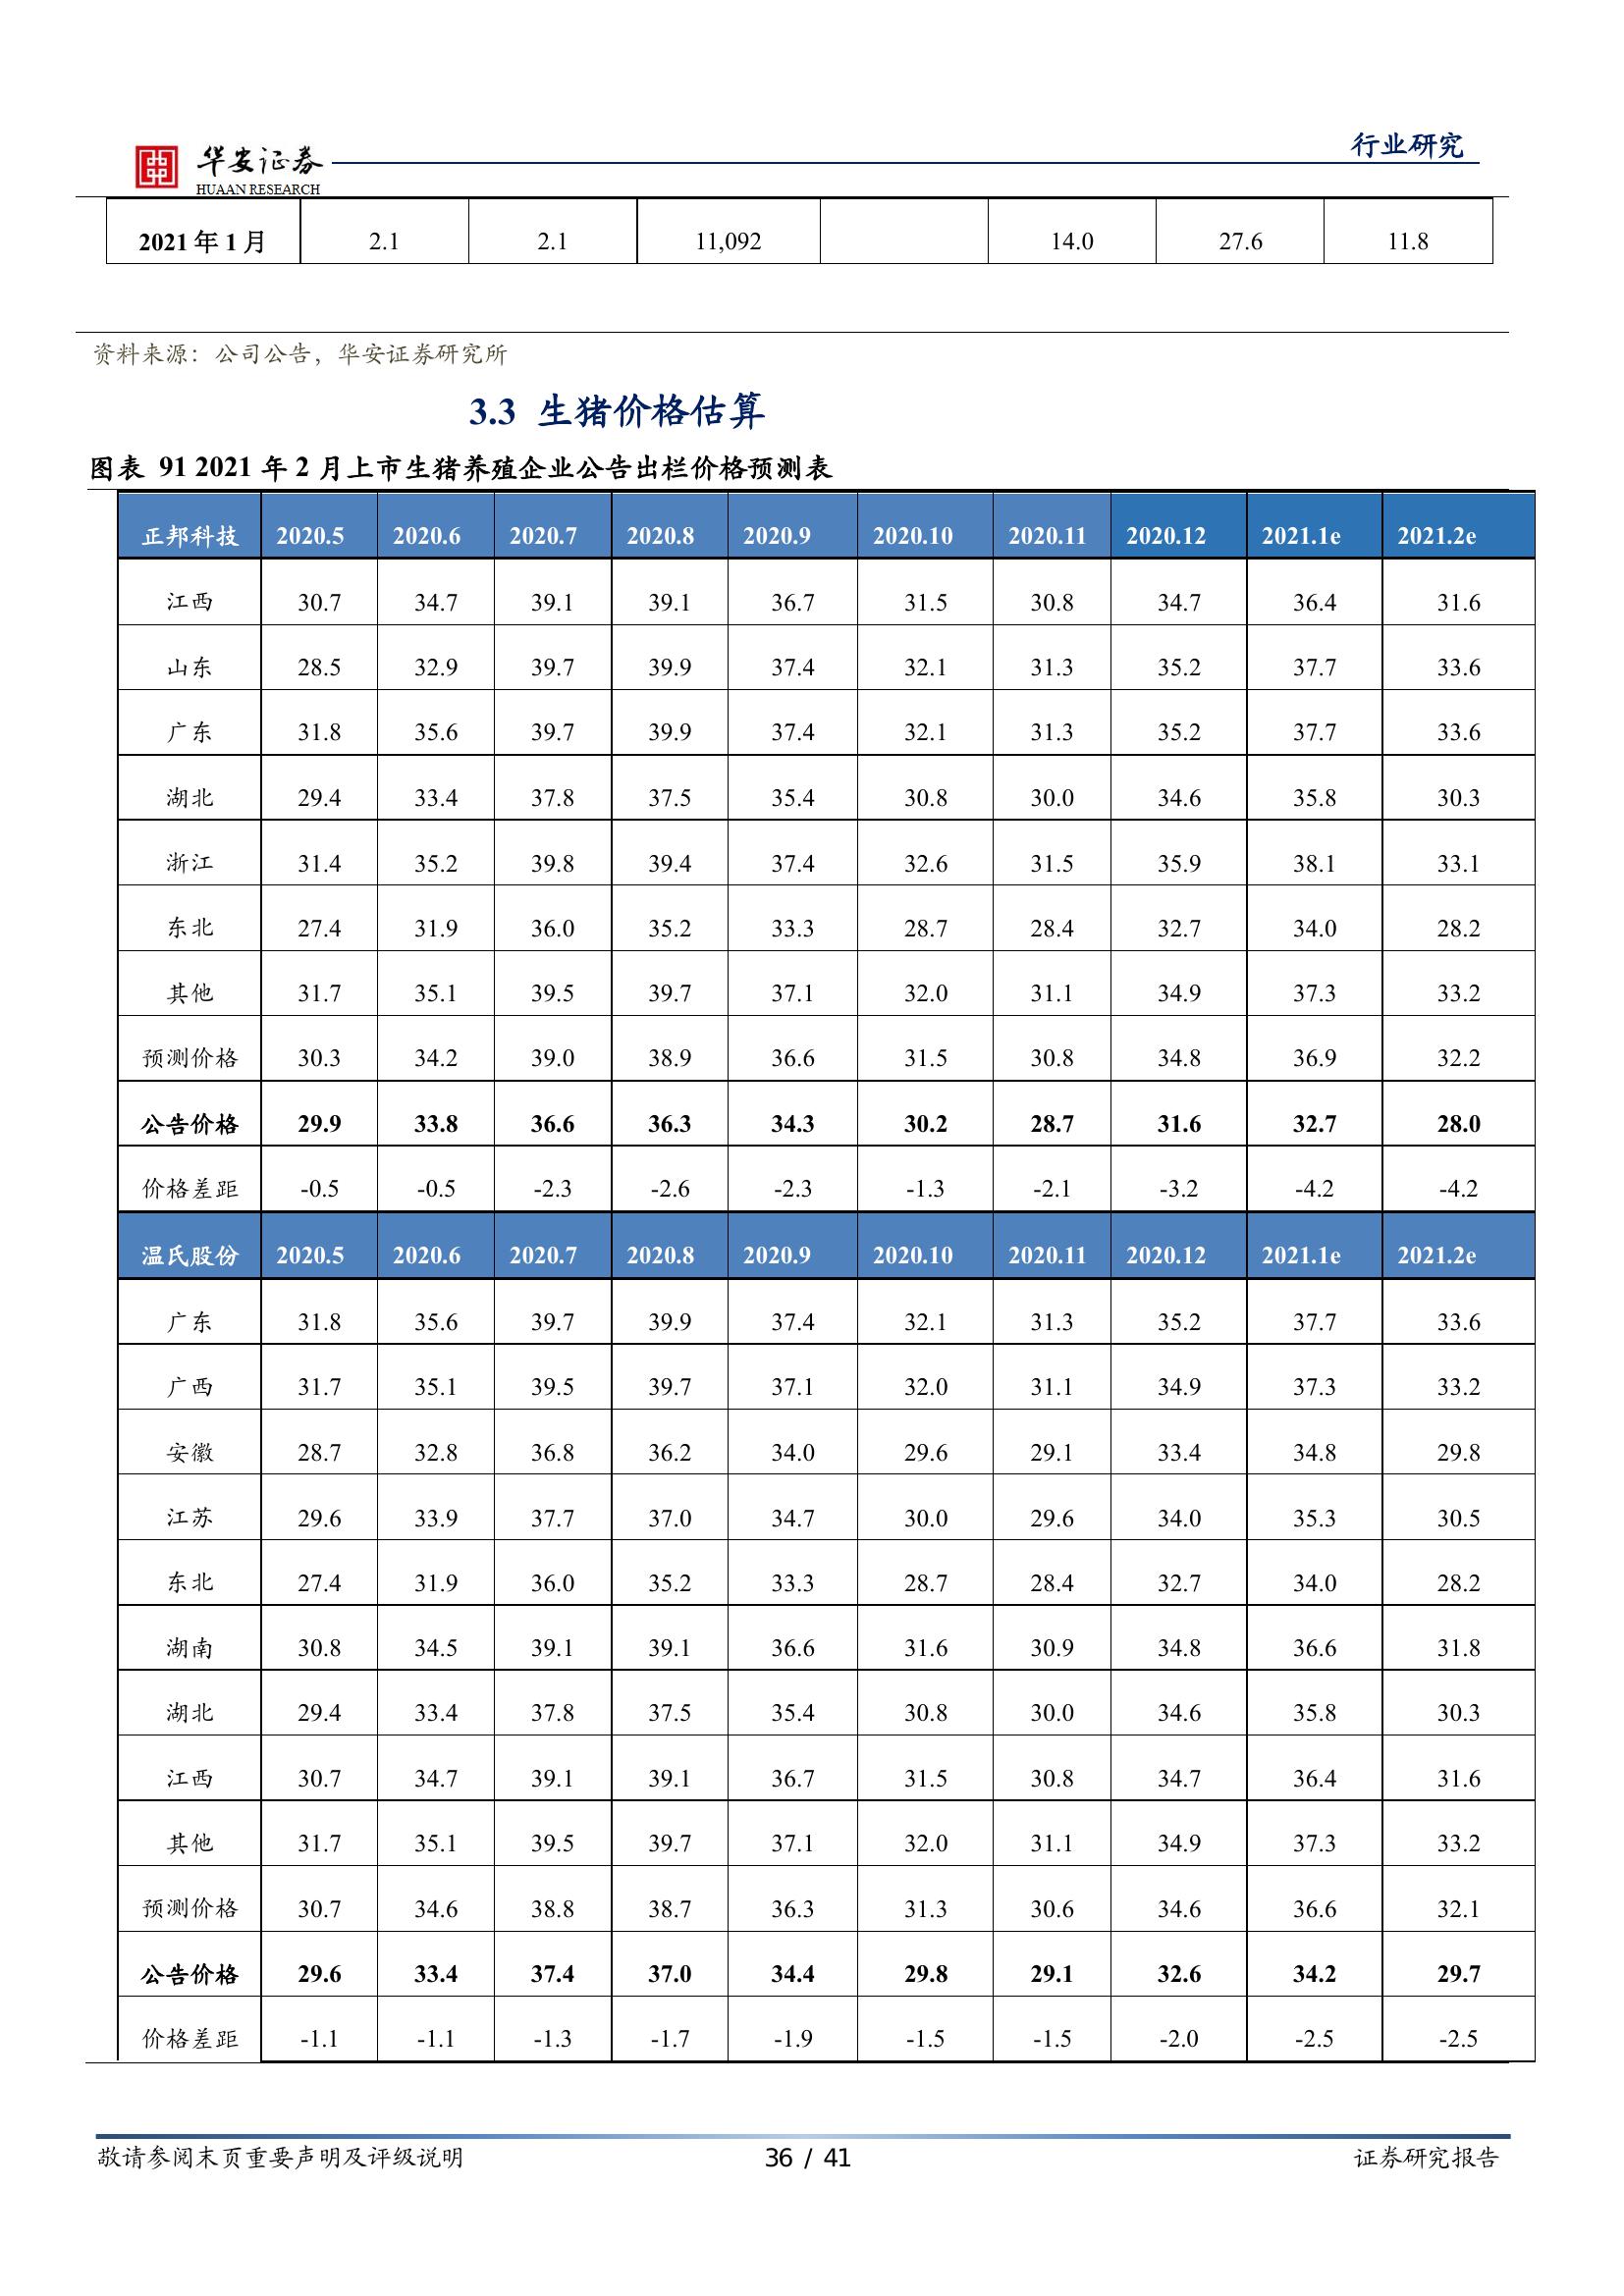 华安证券
HUAAN RESEARCH
行业研究
2021 年 1 月 2.1 2.1 11,092 14.0 27.6 11.8
资料来源：公司公告，华安证券研究所
3.3 生猪价格估算
图表 91 2021 年 2 月上市生猪养殖企业公告出栏价格预测表
正邦科技 2020.5 2020.6 2020.7 2020.8 2020.9 2020.10 2020.11 2020.12 2021.1e 2021.2e
江西 30.7 34.7 39.1 39.1 36.7 31.5 30.8 34.7 36.4 31.6
山东 28.5 32.9 39.7 39.9 37.4 32.1 31.3 35.2 37.7 33.6
广东 31.8 35.6 39.7 39.9 37.4 32.1 31.3 35.2 37.7 33.6
湖北 29.4 33.4 37.8 37.5 35.4 30.8 30.0 34.6 35.8 30.3
浙江 31.4 35.2 39.8 39.4 37.4 32.6 31.5 35.9 38.1 33.1
东北 27.4 31.9 36.0 35.2 33.3 28.7 28.4 32.7 34.0 28.2
其他 31.7 35.1 39.5 39.7 37.1 32.0 31.1 34.9 37.3 33.2
预测价格 30.3 34.2 39.0 38.9 36.6 31.5 30.8 34.8 36.9 32.2
公告价格 29.9 33.8 36.6 36.3 34.3 30.2 28.7 31.6 32.7 28.0
价格差距 -0.5 -0.5 -2.3 -2.6 -2.3 -1.3 -2.1 -3.2 -4.2 -4.2
温氏股份 2020.5 2020.6 2020.7 2020.8 2020.9 2020.10 2020.11 2020.12 2021.1e 2021.2e
广东 31.8 35.6 39.7 39.9 37.4 32.1 31.3 35.2 37.7 33.6
广西 31.7 35.1 39.5 39.7 37.1 32.0 31.1 34.9 37.3 33.2
安徽 28.7 32.8 36.8 36.2 34.0 29.6 29.1 33.4 34.8 29.8
江苏 29.6 33.9 37.7 37.0 34.7 30.0 29.6 34.0 35.3 30.5
东北 27.4 31.9 36.0 35.2 33.3 28.7 28.4 32.7 34.0 28.2
湖南 30.8 34.5 39.1 39.1 36.6 31.6 30.9 34.8 36.6 31.8
湖北 29.4 33.4 37.8 37.5 35.4 30.8 30.0 34.6 35.8 30.3
江西 30.7 34.7 39.1 39.1 36.7 31.5 30.8 34.7 36.4 31.6
其他 31.7 35.1 39.5 39.7 37.1 32.0 31.1 34.9 37.3 33.2
预测价格 30.7 34.6 38.8 38.7 36.3 31.3 30.6 34.6 36.6 32.1
公告价格 29.6 33.4 37.4 37.0 34.4 29.8 29.1 32.6 34.2 29.7
价格差距 -1.1 -1.1 -1.3 -1.7 -1.9 -1.5 -1.5 -2.0 -2.5 -2.5
敬请参阅末页重要声明及评级说明 36 / 41 证券研究报告